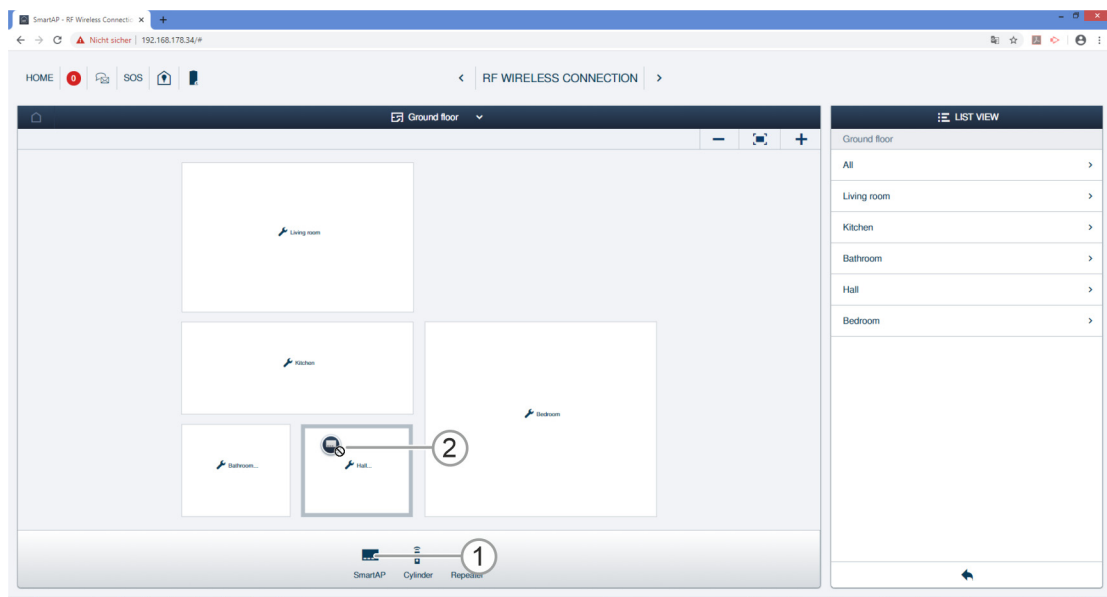 SmartAP - RF Wireless Connectio
Nicht sicher | 192.168.178.34/#
HOME 0 SOS RF WIRELESS CONNECTION
Ground floor
LIST VIEW
Ground floor
All
Living room
Kitchen
Bathroom
Hall
Bedroom
Living room
Kitchen
Bedroom
Bathroom...
Hall...
2
1
SmartAP Cylinder Repeater